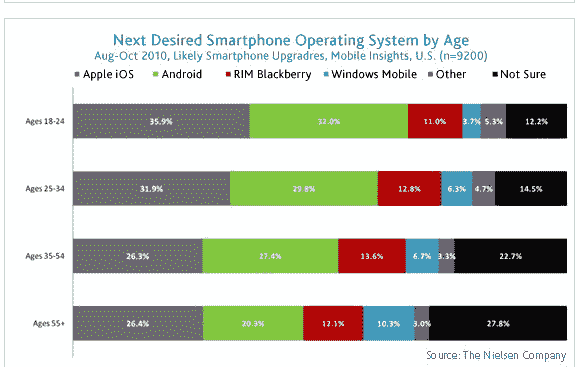 Next Desired Smartphone Operating System by Age
Aug-Oct 2010, Likely Smartphone Upgradres, Mobile Insights, U.S. (n=9200)
Apple iOS Android RIM Blackberry Windows Mobile Other Not Sure
Ages 18-24 35.9% 32.0% 11.0% 3.7% 5.3% 12.2%
Ages 25-34 31.9% 29.8% 12.8% 6.3% 4.7% 14.5%
Ages 35-54 26.3% 27.4% 13.6% 6.7% 3.3% 22.7%
Ages 55+ 26.4% 20.3% 12.1% 10.3% 3.0% 27.8%
Source: The Nielsen Company